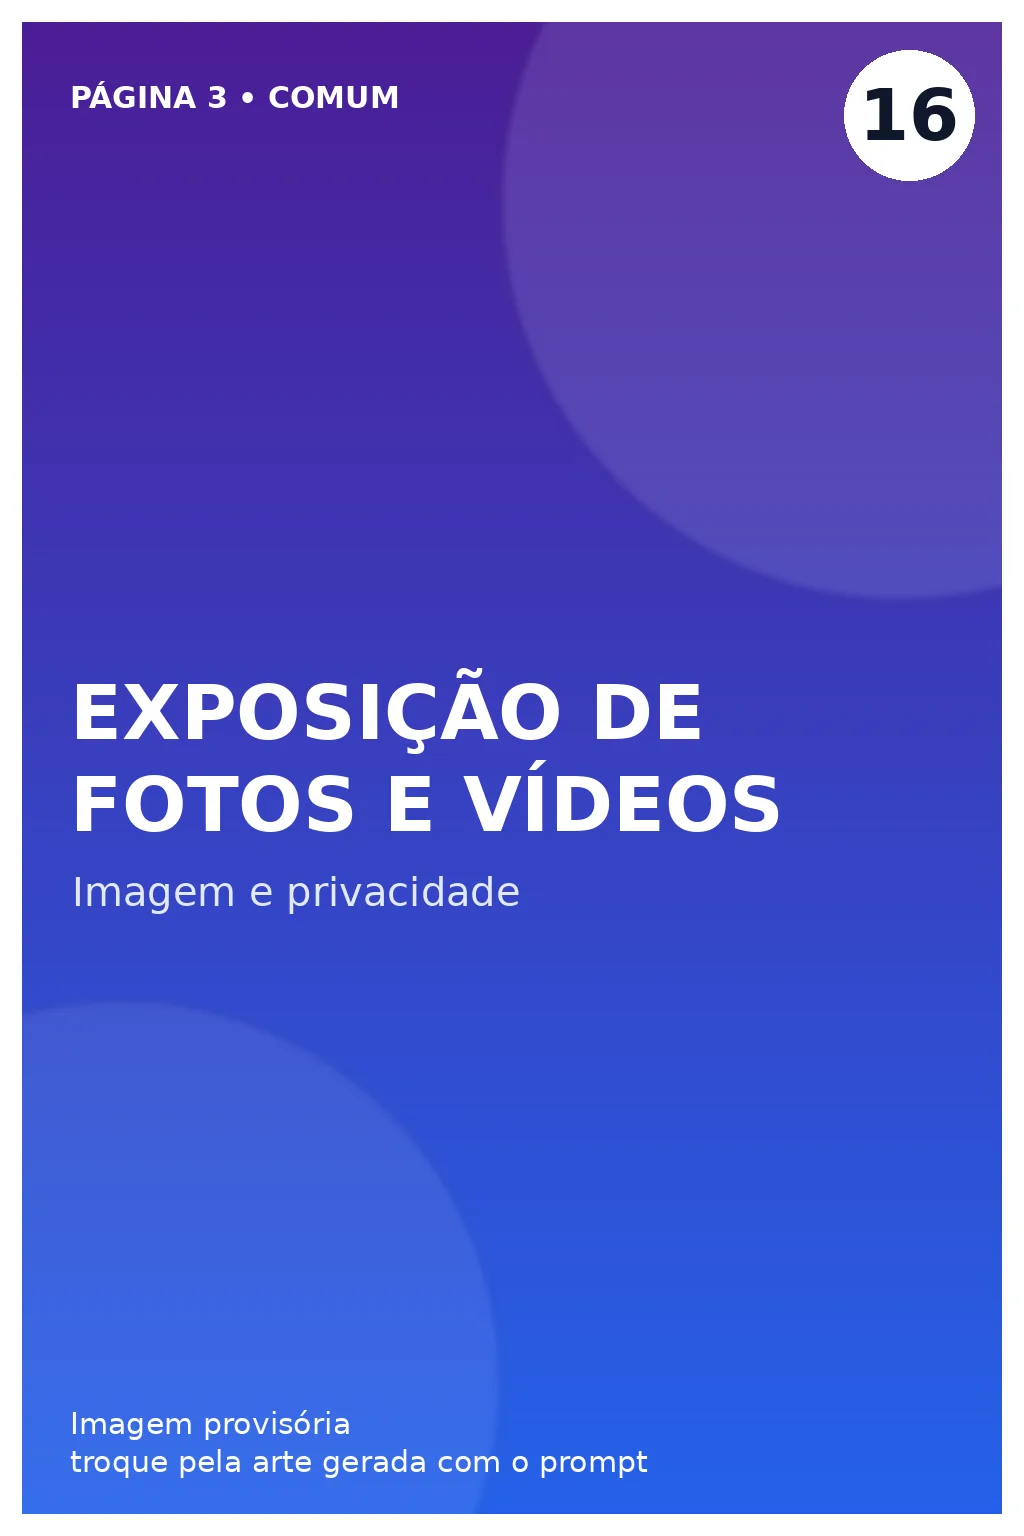 PÁGINA 3 • COMUM
16
EXPOSIÇÃO DE
FOTOS E VÍDEOS
Imagem e privacidade
Imagem provisória
troque pela arte gerada com o prompt